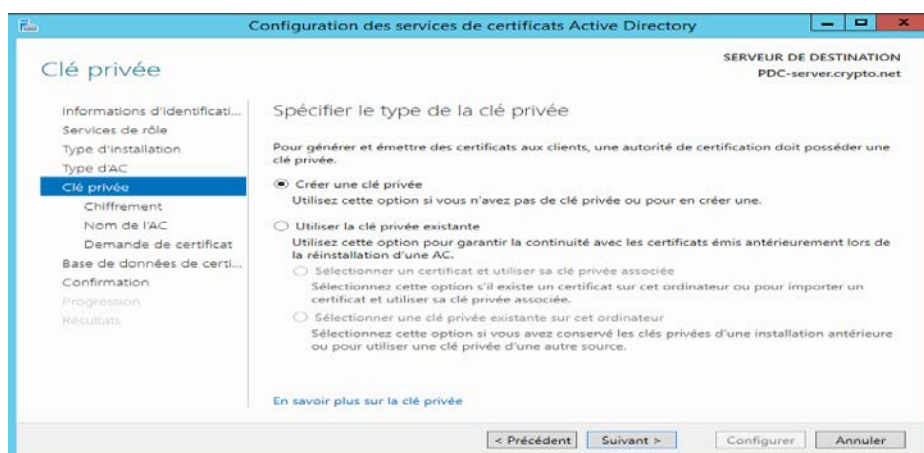 Configuration des services de certificats Active Directory
Clé privée
SERVEUR DE DESTINATION
PDC-server.crypto.net
Informations d'identificati...
Services de rôle
Type d'installation
Type d'AC
Clé privée
Chiffrement
Nom de l'AC
Demande de certificat
Base de données de certi...
Confirmation
Progression
Résultats
Spécifier le type de la clé privée
Pour générer et émettre des certificats aux clients, une autorité de certification doit posséder une
clé privée.
Créer une clé privée
Utilisez cette option si vous n'avez pas de clé privée ou pour en créer une.
Utiliser la clé privée existante
Utilisez cette option pour garantir la continuité avec les certificats émis antérieurement lors de
la réinstallation d'une AC.
Sélectionner un certificat et utiliser sa clé privée associée
Sélectionnez cette option s'il existe un certificat sur cet ordinateur ou pour importer un
certificat et utiliser sa clé privée associée.
Sélectionner une clé privée existante sur cet ordinateur
Sélectionnez cette option si vous avez conservé les clés privées d'une installation antérieure
ou pour utiliser une clé privée d'une autre source.
En savoir plus sur la clé privée
< Précédent
Suivant >
Configurer
Annuler